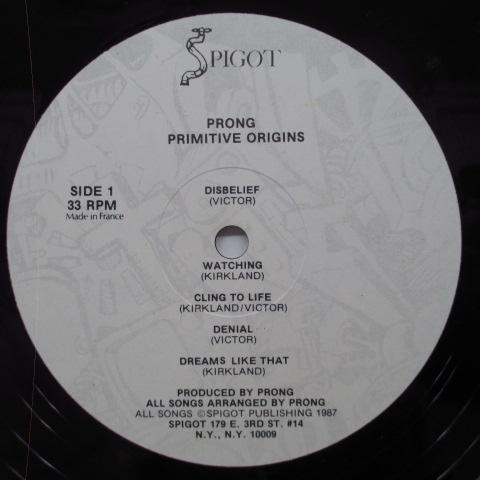 SPIGOT
PRONG
PRIMITIVE ORIGINS
SIDE 1
33 RPM
Made in France
DISBELIEF
(VICTOR)
WATCHING
(KIRKLAND)
CLING TO LIFE
(KIRKLAND/VICTOR)
DENIAL
(VICTOR)
DREAMS LIKE THAT
(KIRKLAND)
PRODUCED BY PRONG
ALL SONGS ARRANGED BY PRONG
ALL SONGS ©SPIGOT PUBLISHING 1987
SPIGOT 179 E. 3RD ST. #14
N.Y., N.Y. 10009